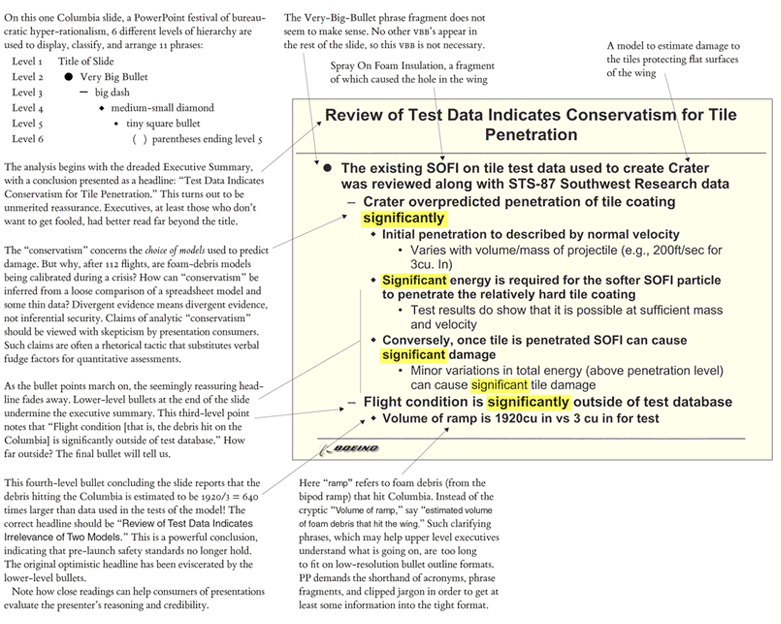 On this one Columbia slide, a PowerPoint festival of bureau-
cratic hyper-rationalism, 6 different levels of hierarchy are
used to display, classify, and arrange 11 phrases:
Level 1 Title of Slide
Level 2 ● Very Big Bullet
Level 3 — big dash
Level 4 ◆ medium-small diamond
Level 5 ▪ tiny square bullet
Level 6 ( ) parentheses ending level 5
The analysis begins with the dreaded Executive Summary,
with a conclusion presented as a headline: “Test Data Indicates
Conservatism for Tile Penetration.” This turns out to be
unmerited reassurance. Executives, at least those who don’t
want to get fooled, had better read far beyond the title.
The “conservatism” concerns the choice of models used to predict
damage. But why, after 112 flights, are foam-debris models
being calibrated during a crisis? How can “conservatism” be
inferred from a loose comparison of a spreadsheet model and
some thin data? Divergent evidence means divergent evidence,
not inferential security. Claims of analytic “conservatism”
should be viewed with skepticism by presentation consumers.
Such claims are often a rhetorical tactic that substitutes verbal
fudge factors for quantitative assessments.
As the bullet points march on, the seemingly reassuring head-
line fades away. Lower-level bullets at the end of the slide
undermine the executive summary. This third-level point
notes that “Flight condition [that is, the debris hit on the
Columbia] is significantly outside of test database.” How
far outside? The final bullet will tell us.
This fourth-level bullet concluding the slide reports that the
debris hitting the Columbia is estimated to be 1920/3 = 640
times larger than data used in the tests of the model! The
correct headline should be “Review of Test Data Indicates
Irrelevance of Two Models.” This is a powerful conclusion,
indicating that pre-launch safety standards no longer hold.
The original optimistic headline has been eviscerated by the
lower-level bullets.
Note how close readings can help consumers of presentations
evaluate the presenter’s reasoning and credibility.
The Very-Big-Bullet phrase fragment does not
seem to make sense. No other VBB’s appear in
the rest of the slide, so this VBB is not necessary.
Spray On Foam Insulation, a fragment
of which caused the hole in the wing
A model to estimate damage to
the tiles protecting flat surfaces
of the wing
Review of Test Data Indicates Conservatism for Tile
Penetration
● The existing SOFI on tile test data used to create Crater
was reviewed along with STS-87 Southwest Research data
– Crater overpredicted penetration of tile coating
significantly
◆ Initial penetration to described by normal velocity
▪ Varies with volume/mass of projectile (e.g., 200ft/sec for
3cu. In)
◆ Significant energy is required for the softer SOFI particle
to penetrate the relatively hard tile coating
▪ Test results do show that it is possible at sufficient mass
and velocity
◆ Conversely, once tile is penetrated SOFI can cause
significant damage
▪ Minor variations in total energy (above penetration level)
can cause significant tile damage
– Flight condition is significantly outside of test database
◆ Volume of ramp is 1920cu in vs 3 cu in for test
BOEING
Here “ramp” refers to foam debris (from the
bipod ramp) that hit Columbia. Instead of the
cryptic “Volume of ramp,” say “estimated volume
of foam debris that hit the wing.” Such clarifying
phrases, which may help upper level executives
understand what is going on, are too long
to fit on low-resolution bullet outline formats.
PP demands the shorthand of acronyms, phrase
fragments, and clipped jargon in order to get at
least some information into the tight format.